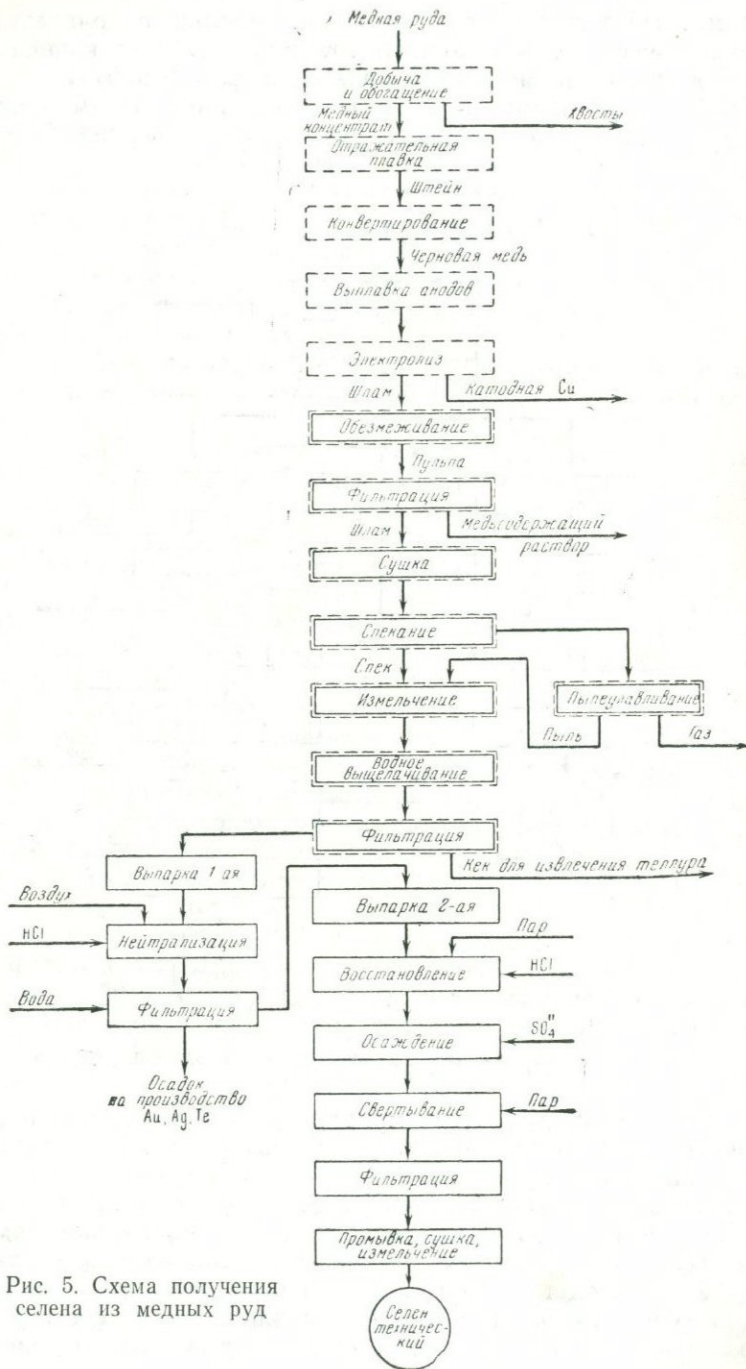 Медная руда
Добыча
и обогащение
Медный
концентрат
Хвосты
Отражательная
плавка
Штейн
Конвертирование
Черновая медь
Выплавка анодов
Электролиз
Шлам
Катодная Cu
Обезмеживание
Пульпа
Фильтрация
Шлам
Медьсодержащий
раствор
Сушка
Спекание
Спек
Измельчение
Пылеулавливание
Пыль
Газ
Водное
выщелачивание
Фильтрация
Кек для извлечения теллура
Выпарка 1 ая
Воздух
HCl
Нейтрализация
Вода
Фильтрация
Осадок
на производство
Au, Ag, Te
Выпарка 2-ая
Пар
Восстановление
HCl
Осаждение
SO₄"
Свертывание
Пар
Фильтрация
Промывка, сушка,
измельчение
Селен
техничес-
кий
Рис. 5. Схема получения
селена из медных руд